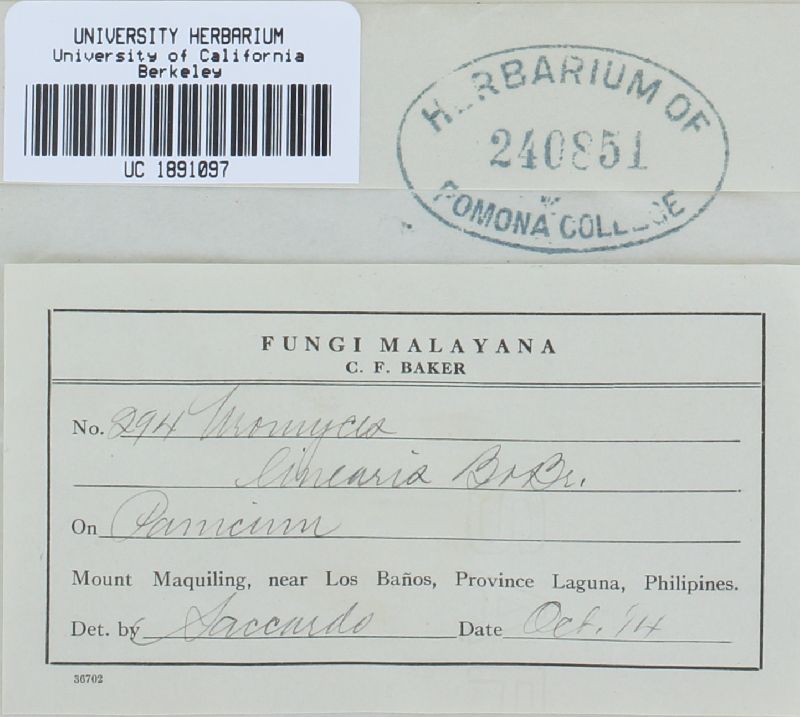 UNIVERSITY HERBARIUM
University of California
Berkeley
UC 1891097
HERBARIUM OF
240851
POMONA COLLEGE
FUNGI MALAYANA
C. F. BAKER
No. 294 Uromyces
linearis B & Br.
On Panicum
Mount Maquiling, near Los Baños, Province Laguna, Philipines.
Det. by Saccardo Date Oct. '14
36702